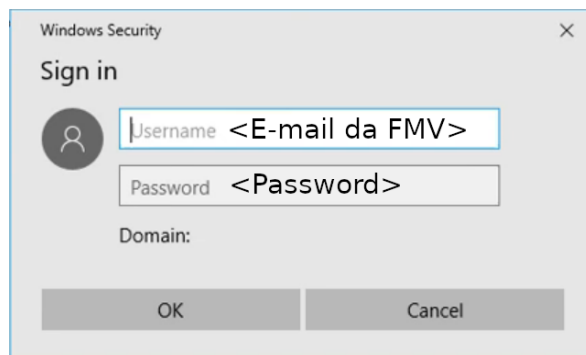 Windows Security
Sign in
Username <E-mail da FMV>
Password <Password>
Domain:
OK Cancel